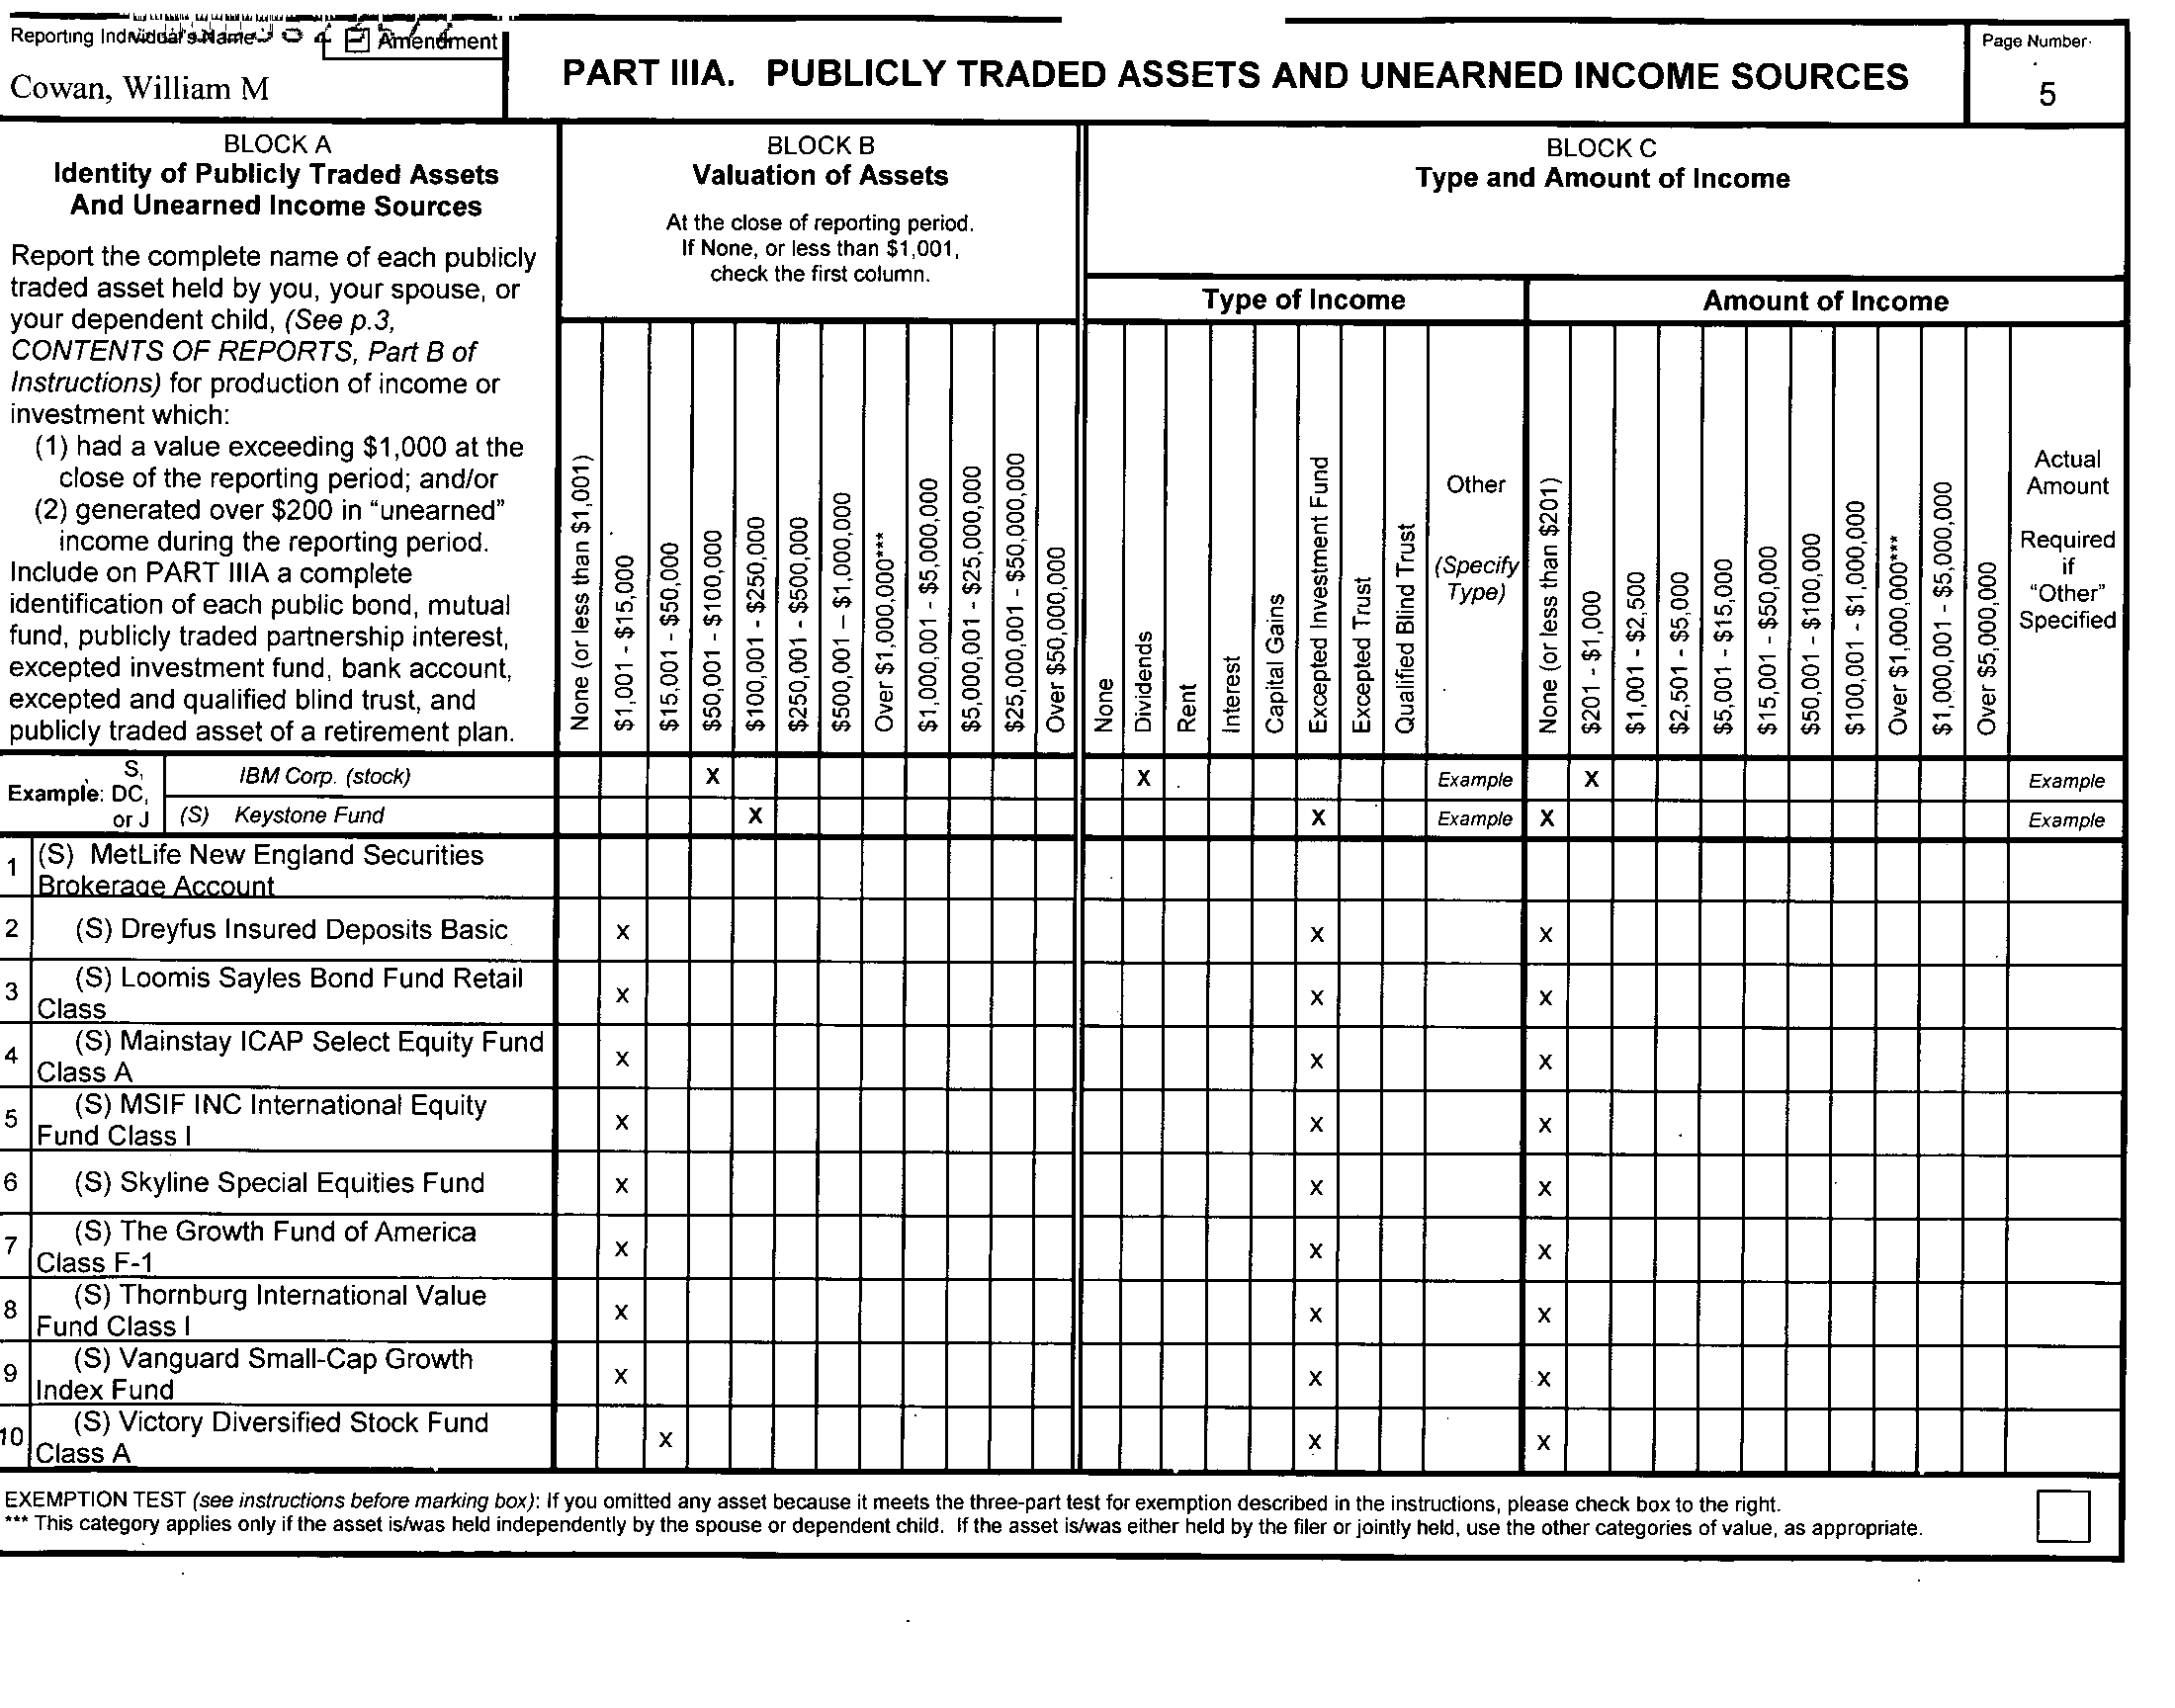 Reporting Individual's Name
Amendment
Cowan, William M
PART IIIA. PUBLICLY TRADED ASSETS AND UNEARNED INCOME SOURCES
Page Number
5
BLOCK A
Identity of Publicly Traded Assets
And Unearned Income Sources
Report the complete name of each publicly
traded asset held by you, your spouse, or
your dependent child, (See p.3,
CONTENTS OF REPORTS, Part B of
Instructions) for production of income or
investment which:
(1) had a value exceeding $1,000 at the
close of the reporting period; and/or
(2) generated over $200 in “unearned”
income during the reporting period.
Include on PART IIIA a complete
identification of each public bond, mutual
fund, publicly traded partnership interest,
excepted investment fund, bank account,
excepted and qualified blind trust, and
publicly traded asset of a retirement plan.
BLOCK B
Valuation of Assets
At the close of reporting period.
If None, or less than $1,001,
check the first column.
None (or less than $1,001)
$1,001 - $15,000
$15,001 - $50,000
$50,001 - $100,000
$100,001 - $250,000
$250,001 - $500,000
$500,001 – $1,000,000
Over $1,000,000***
$1,000,001 - $5,000,000
$5,000,001 - $25,000,000
$25,000,001 - $50,000,000
Over $50,000,000
BLOCK C
Type and Amount of Income
Type of Income
None
Dividends
Rent
Interest
Capital Gains
Excepted Investment Fund
Excepted Trust
Qualified Blind Trust
Other
(Specify
Type)
Amount of Income
None (or less than $201)
$201 - $1,000
$1,001 - $2,500
$2,501 - $5,000
$5,001 - $15,000
$15,001 - $50,000
$50,001 - $100,000
$100,001 - $1,000,000
Over $1,000,000***
$1,000,001 - $5,000,000
Over $5,000,000
Actual
Amount
Required
if
“Other”
Specified
Example: S, DC, or J
IBM Corp. (stock) X X Example X Example
(S) Keystone Fund X X Example X Example
1 (S) MetLife New England Securities
Brokerage Account
2 (S) Dreyfus Insured Deposits Basic x x x
3 (S) Loomis Sayles Bond Fund Retail
Class x x x
4 (S) Mainstay ICAP Select Equity Fund
Class A x x x
5 (S) MSIF INC International Equity
Fund Class I x x x
6 (S) Skyline Special Equities Fund x x x
7 (S) The Growth Fund of America
Class F-1 x x x
8 (S) Thornburg International Value
Fund Class I x x x
9 (S) Vanguard Small-Cap Growth
Index Fund x x x
10 (S) Victory Diversified Stock Fund
Class A x x x
EXEMPTION TEST (see instructions before marking box): If you omitted any asset because it meets the three-part test for exemption described in the instructions, please check box to the right.
*** This category applies only if the asset is/was held independently by the spouse or dependent child. If the asset is/was either held by the filer or jointly held, use the other categories of value, as appropriate.